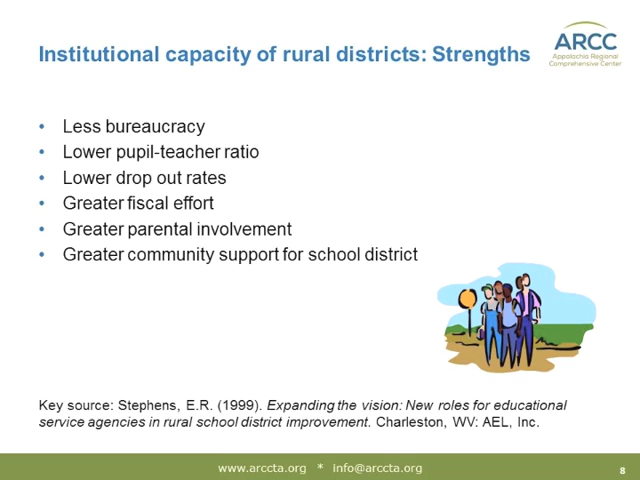 Institutional capacity of rural districts: Strengths
ARCC
Appalachia Regional
Comprehensive Center
• Less bureaucracy
• Lower pupil-teacher ratio
• Lower drop out rates
• Greater fiscal effort
• Greater parental involvement
• Greater community support for school district
Key source: Stephens, E.R. (1999). Expanding the vision: New roles for educational
service agencies in rural school district improvement. Charleston, WV: AEL, Inc.
www.arccta.org * info@arccta.org
8